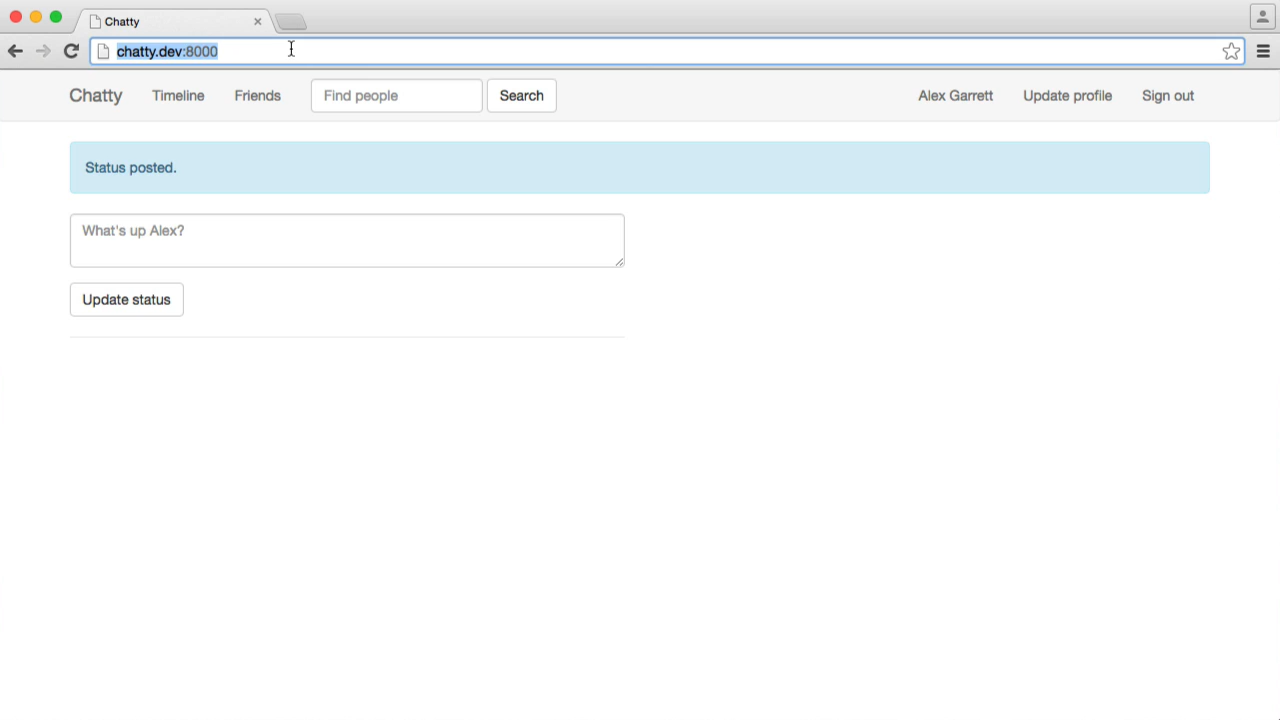 Chatty
chatty.dev:8000
Chatty Timeline Friends Find people Search Alex Garrett Update profile Sign out
Status posted.
What's up Alex?
Update status